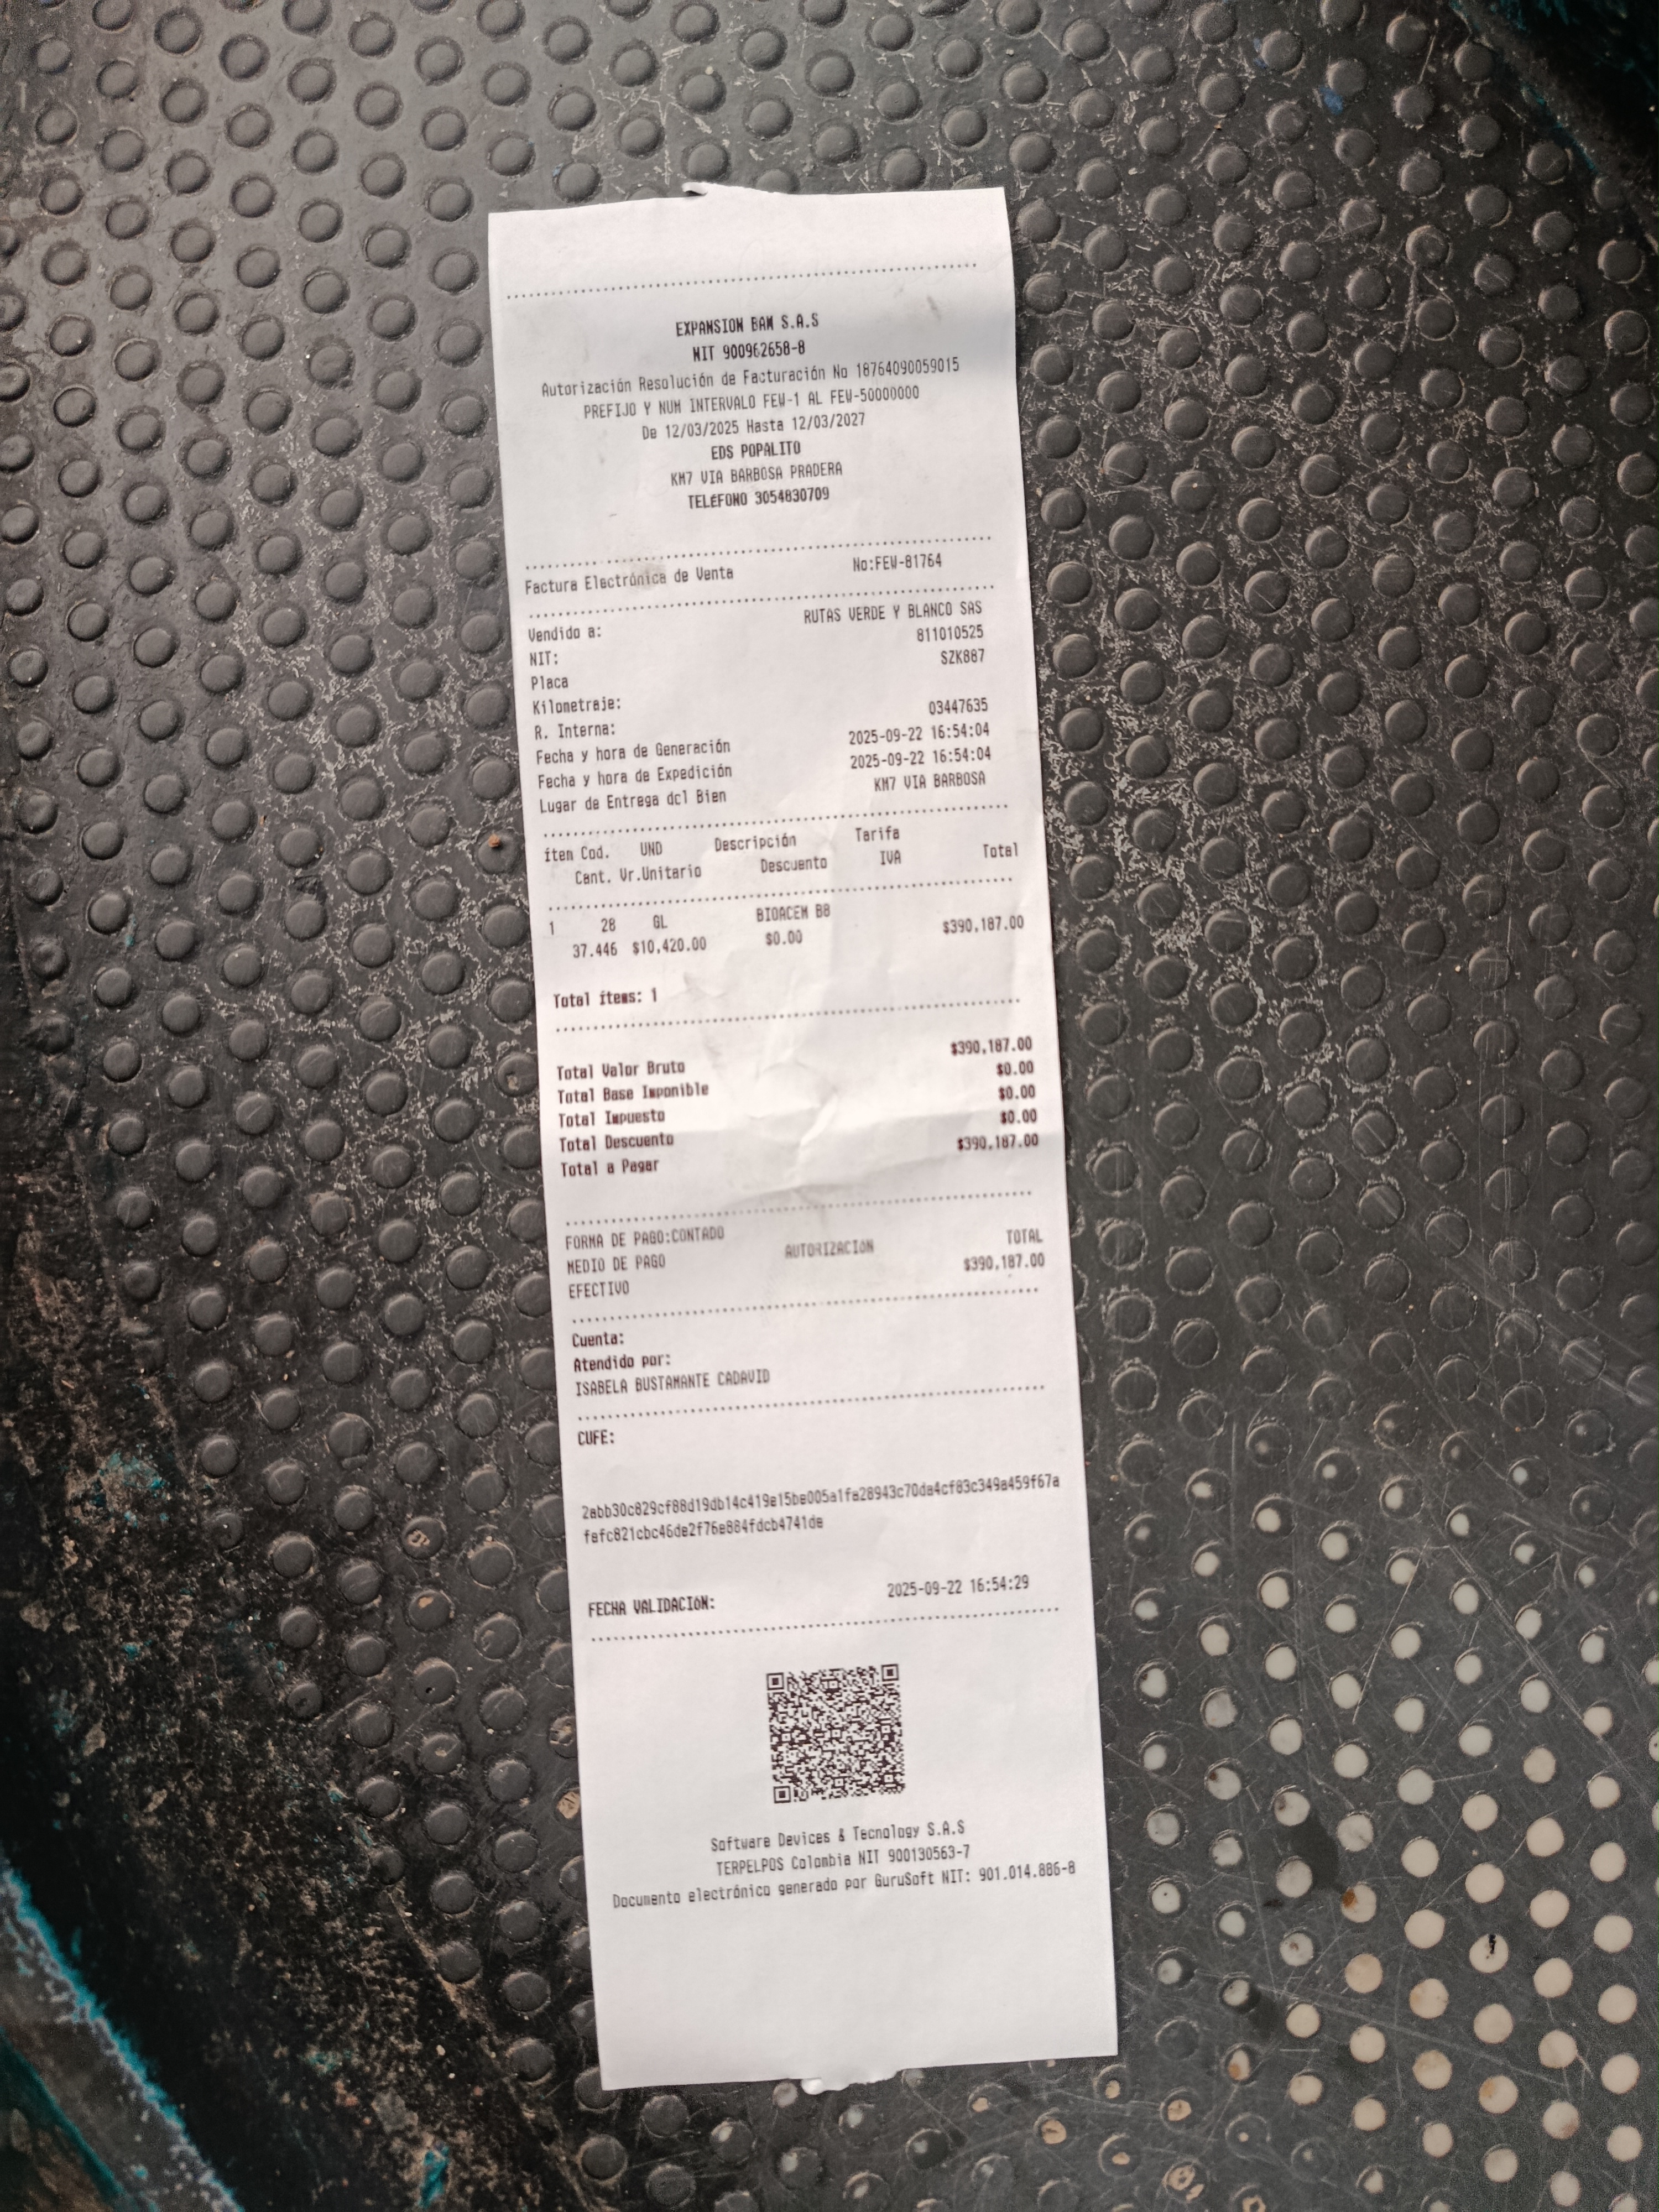 EXPANSION BAM S.A.S
NIT 900962658-8
Autorización Resolución de Facturación No 18764090059015
PREFIJO Y NUM INTERVALO FEW-1 AL FEW-50000000
De 12/03/2025 Hasta 12/03/2027
EDS POPALITO
KM7 VIA BARBOSA PRADERA
TELéFONO 3054830709
Factura Electrónica de Venta No:FEW-81764
Vendido a: RUTAS VERDE Y BLANCO SAS
NIT: 811010525
Placa SZK887
Kilometraje:
R. Interna: 03447635
Fecha y hora de Generación 2025-09-22 16:54:04
Fecha y hora de Expedición 2025-09-22 16:54:04
Lugar de Entrega del Bien KM7 VIA BARBOSA
ítem Cod. UND Descripción Tarifa
Cant. Vr.Unitario Descuento IVA Total
1 28 GL BIOACEM B8
37.446 $10,420.00 $0.00 $390,187.00
Total ítems: 1
Total Valor Bruto $390,187.00
Total Base Imponible $0.00
Total Impuesto $0.00
Total Descuento $0.00
Total a Pagar $390,187.00
FORMA DE PAGO:CONTADO
MEDIO DE PAGO AUTORIZACIóN TOTAL
EFECTIVO $390,187.00
Cuenta:
Atendido por:
ISABELA BUSTAMANTE CADAVID
CUFE:
2abb30c829cf88d19db14c419e15be005a1fa28943c70da4cf83c349a459f67a
fefc821cbc46de2f76e884fdcb4741de
FECHA VALIDACIóN: 2025-09-22 16:54:29
Software Devices & Tecnology S.A.S
TERPELPOS Colombia NIT 900130563-7
Documento electrónico generado por GuruSoft NIT: 901.014.886-8